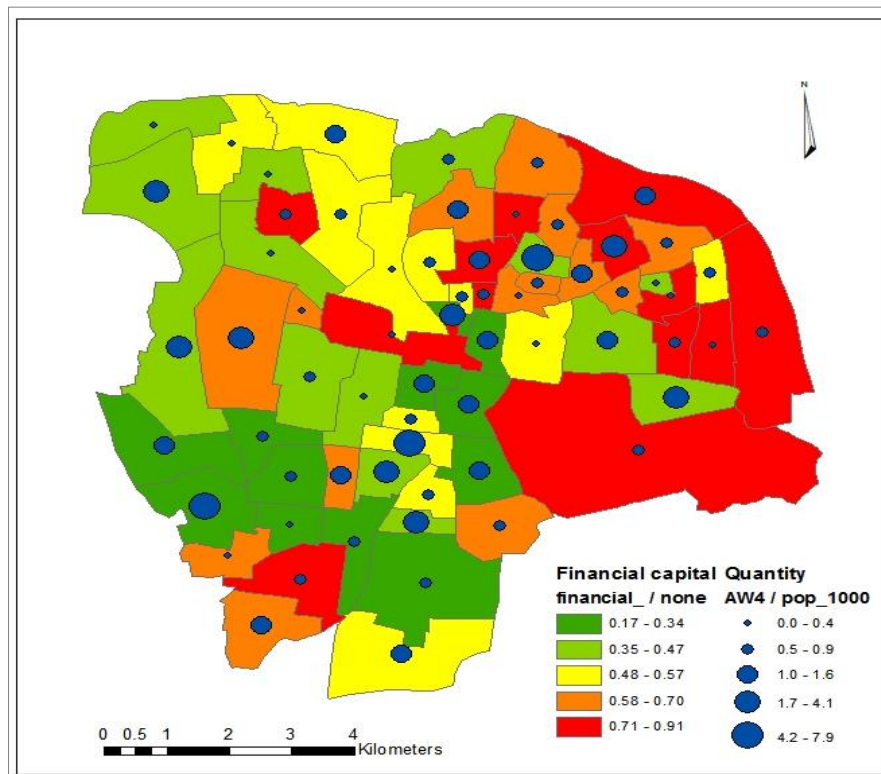 N
Financial capital
financial_ / none
0.17 - 0.34
0.35 - 0.47
0.48 - 0.57
0.58 - 0.70
0.71 - 0.91
Quantity
AW4 / pop_1000
0.0 - 0.4
0.5 - 0.9
1.0 - 1.6
1.7 - 4.1
4.2 - 7.9
0 0.5 1 2 3 4
Kilometers